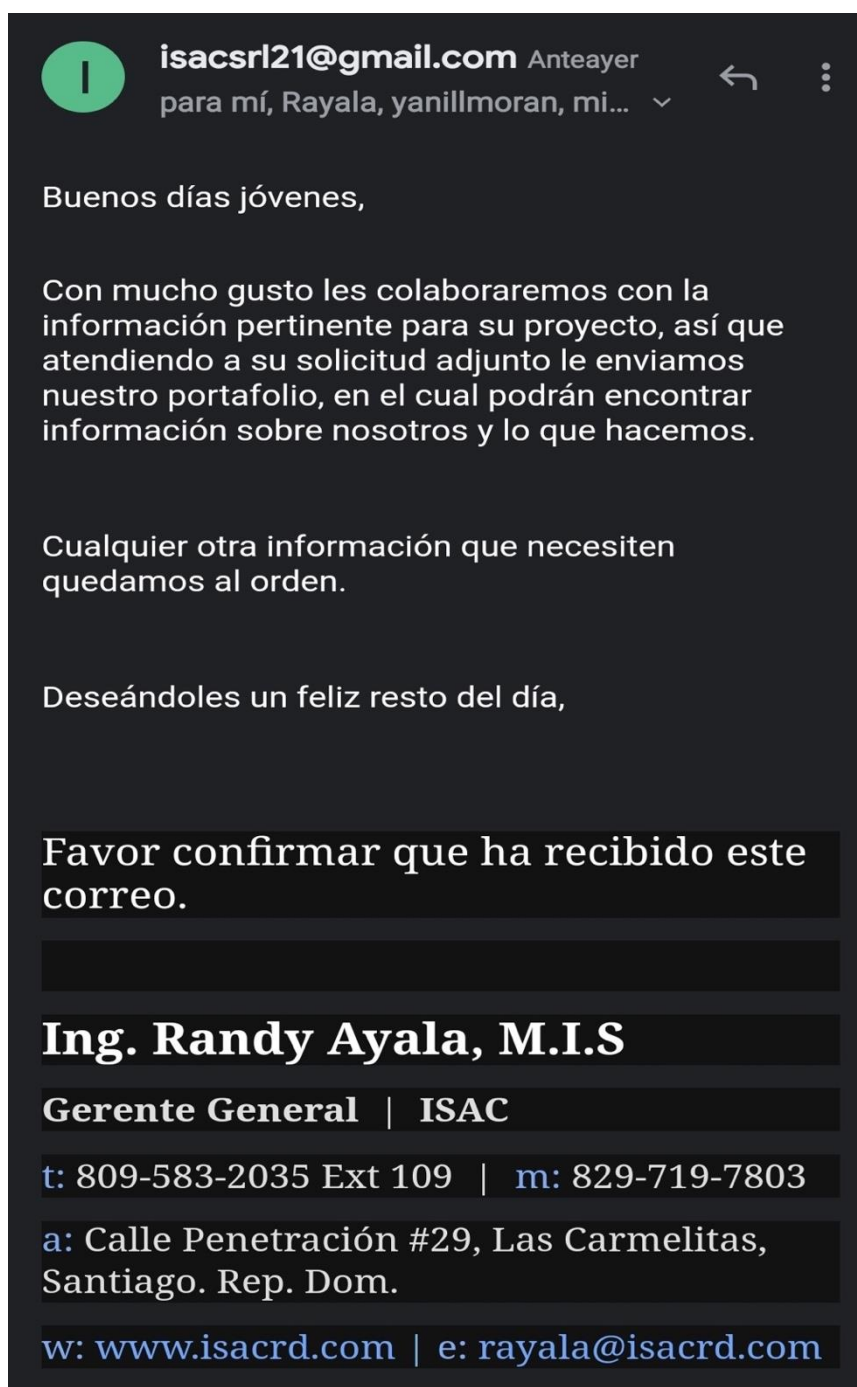 I
isacsrl21@gmail.com Anteayer
para mí, Rayala, yanillmoran, mi...
Buenos días jóvenes,
Con mucho gusto les colaboraremos con la
información pertinente para su proyecto, así que
atendiendo a su solicitud adjunto le enviamos
nuestro portafolio, en el cual podrán encontrar
información sobre nosotros y lo que hacemos.
Cualquier otra información que necesiten
quedamos al orden.
Deseándoles un feliz resto del día,
Favor confirmar que ha recibido este
correo.
Ing. Randy Ayala, M.I.S
Gerente General | ISAC
t: 809-583-2035 Ext 109 | m: 829-719-7803
a: Calle Penetración #29, Las Carmelitas,
Santiago. Rep. Dom.
w: www.isacrd.com | e: rayala@isacrd.com